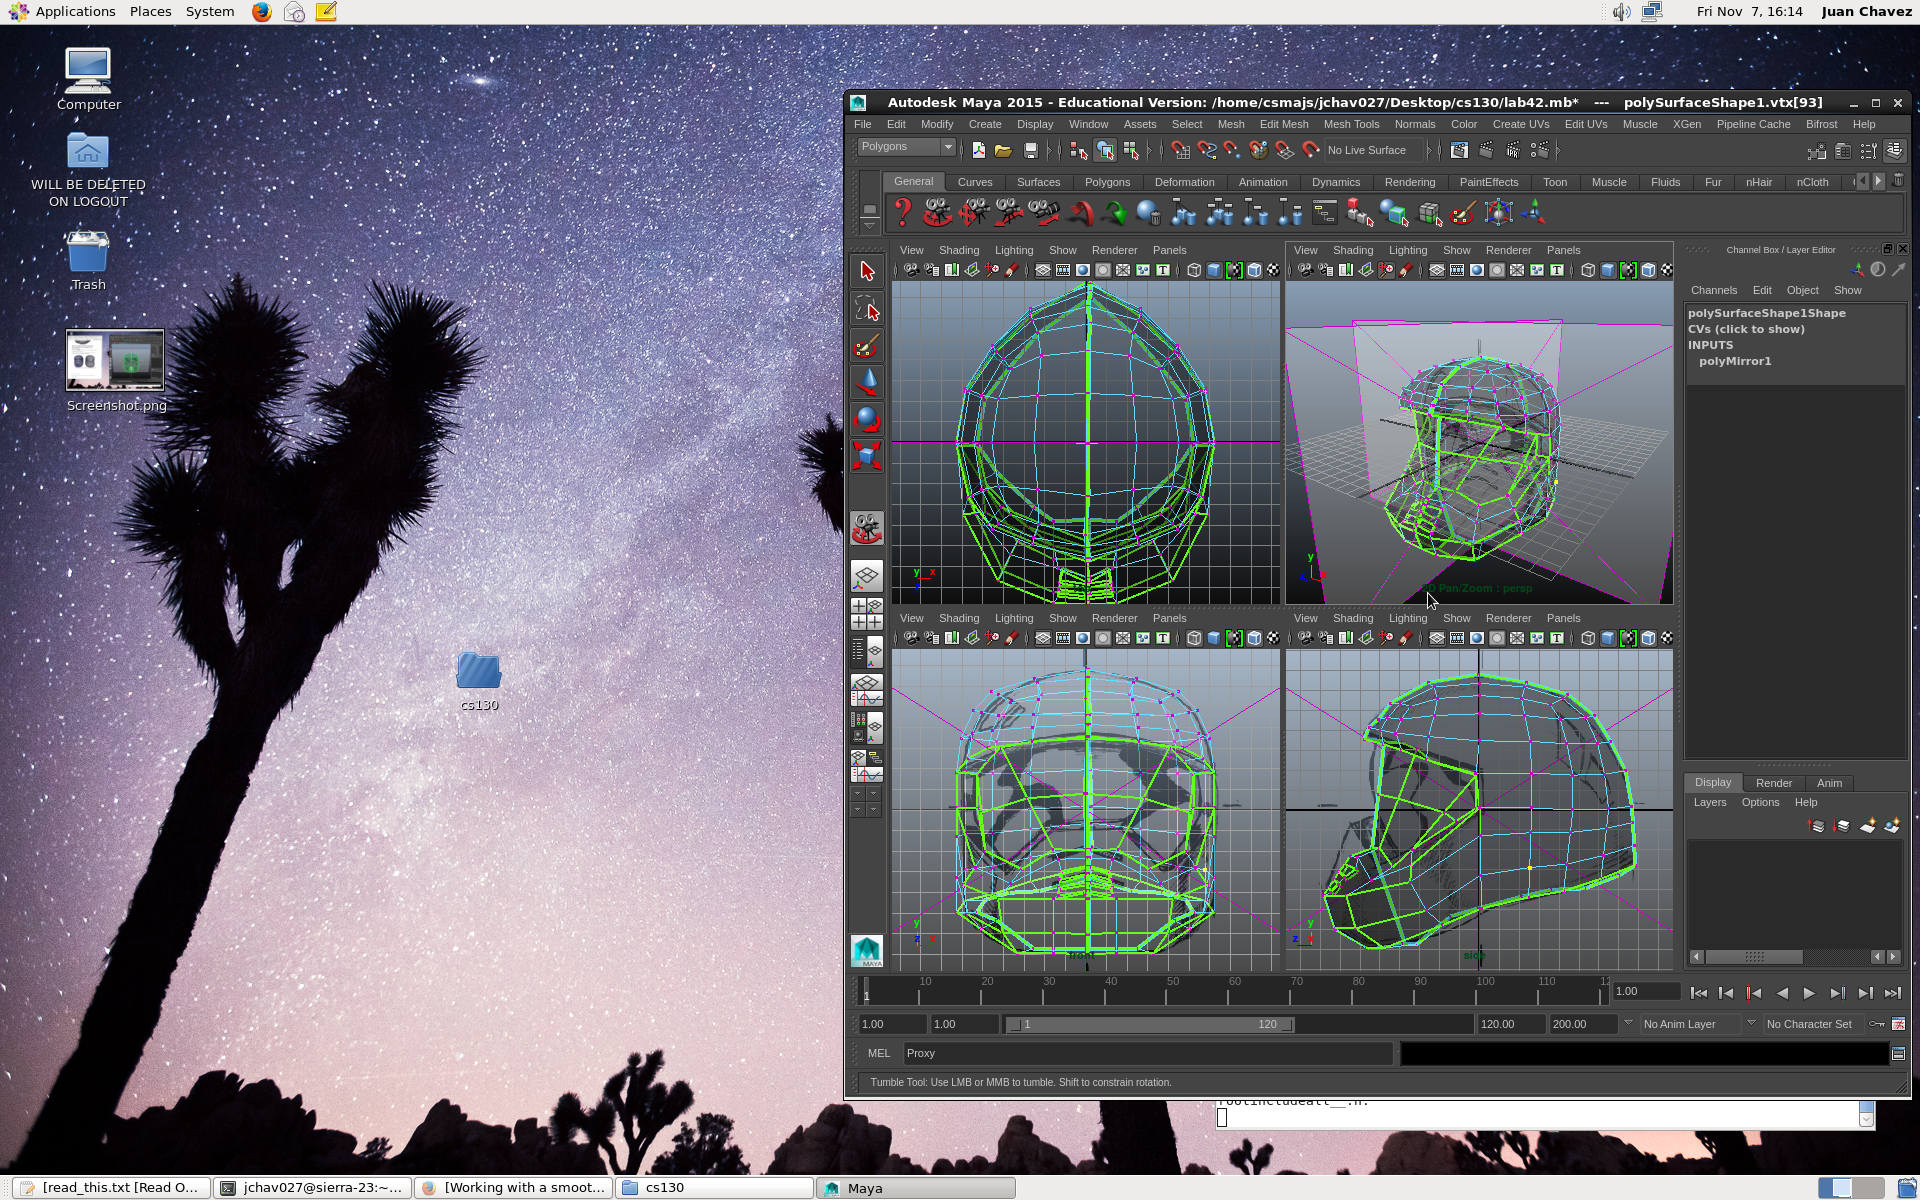 Applications Places System
Fri Nov 7, 16:14 Juan Chavez
Computer
WILL BE DELETED
ON LOGOUT
Trash
Screenshot.png
cs130
Autodesk Maya 2015 - Educational Version: /home/csmajs/jchav027/Desktop/cs130/lab42.mb* --- polySurfaceShape1.vtx[93]
File Edit Modify Create Display Window Assets Select Mesh Edit Mesh Mesh Tools Normals Color Create UVs Edit UVs Muscle XGen Pipeline Cache Bifrost Help
Polygons
No Live Surface
General Curves Surfaces Polygons Deformation Animation Dynamics Rendering PaintEffects Toon Muscle Fluids Fur nHair nCloth
View Shading Lighting Show Renderer Panels
View Shading Lighting Show Renderer Panels
Channel Box / Layer Editor
Channels Edit Object Show
polySurfaceShape1Shape
CVs (click to show)
INPUTS
polyMirror1
y x
y
Pan/Zoom : persp
View Shading Lighting Show Renderer Panels
View Shading Lighting Show Renderer Panels
y
z x
front
y
z
side
Display Render Anim
Layers Options Help
MAYA
1 10 20 30 40 50 60 70 80 90 100 110 12
1.00
1.00 1.00 1 120 120.00 200.00 No Anim Layer No Character Set
MEL Proxy
Tumble Tool: Use LMB or MMB to tumble. Shift to constrain rotation.
[read_this.txt [Read O... jchav027@sierra-23:~... [Working with a smoot... cs130 Maya